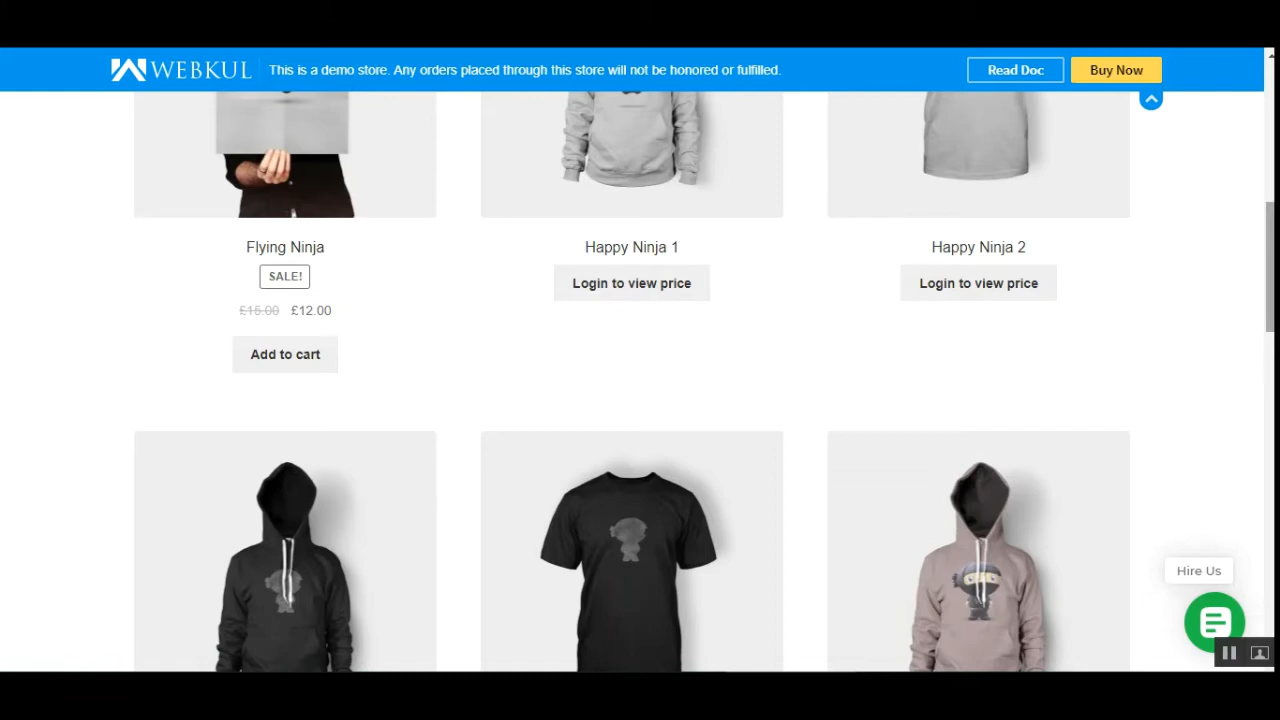 WEBKUL This is a demo store. Any orders placed through this store will not be honored or fulfilled. Read Doc Buy Now
Flying Ninja
SALE!
£15.00 £12.00
Add to cart
Happy Ninja 1
Login to view price
Happy Ninja 2
Login to view price
Hire Us